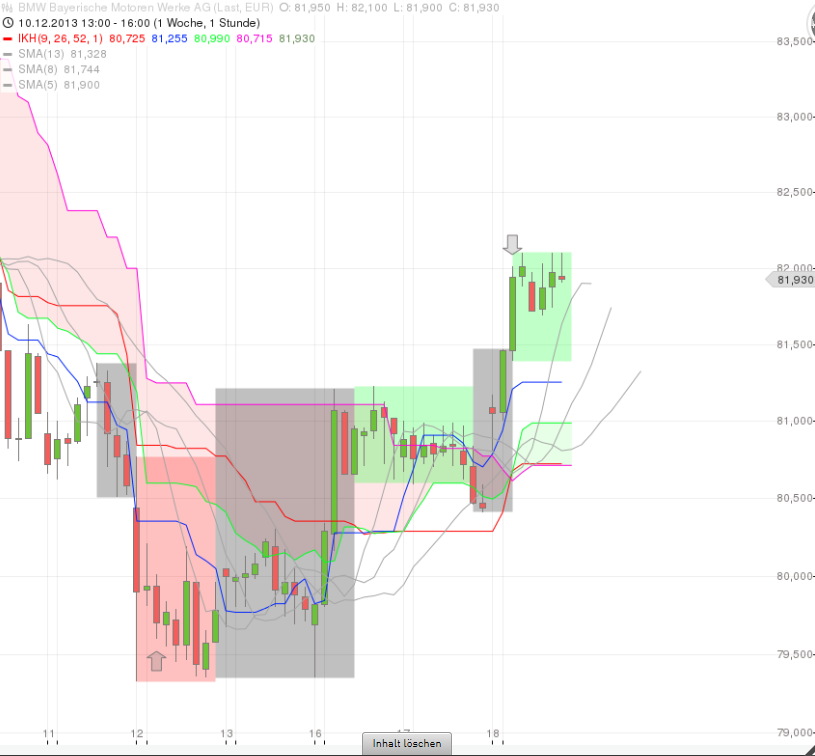 BMW Bayerische Motoren Werke AG (Last, EUR) O: 81,950 H: 82,100 L: 81,900 C: 81,930
10.12.2013 13:00 - 16:00 (1 Woche, 1 Stunde)
IKH(9, 26, 52, 1) 80,725 81,255 80,990 80,715 81,930
SMA(13) 81,328
SMA(8) 81,744
SMA(5) 81,900
83,500
83,000
82,500
82,000
81,930
81,500
81,000
80,500
80,000
79,500
79,000
11 12 13 16 17 18
Inhalt löschen